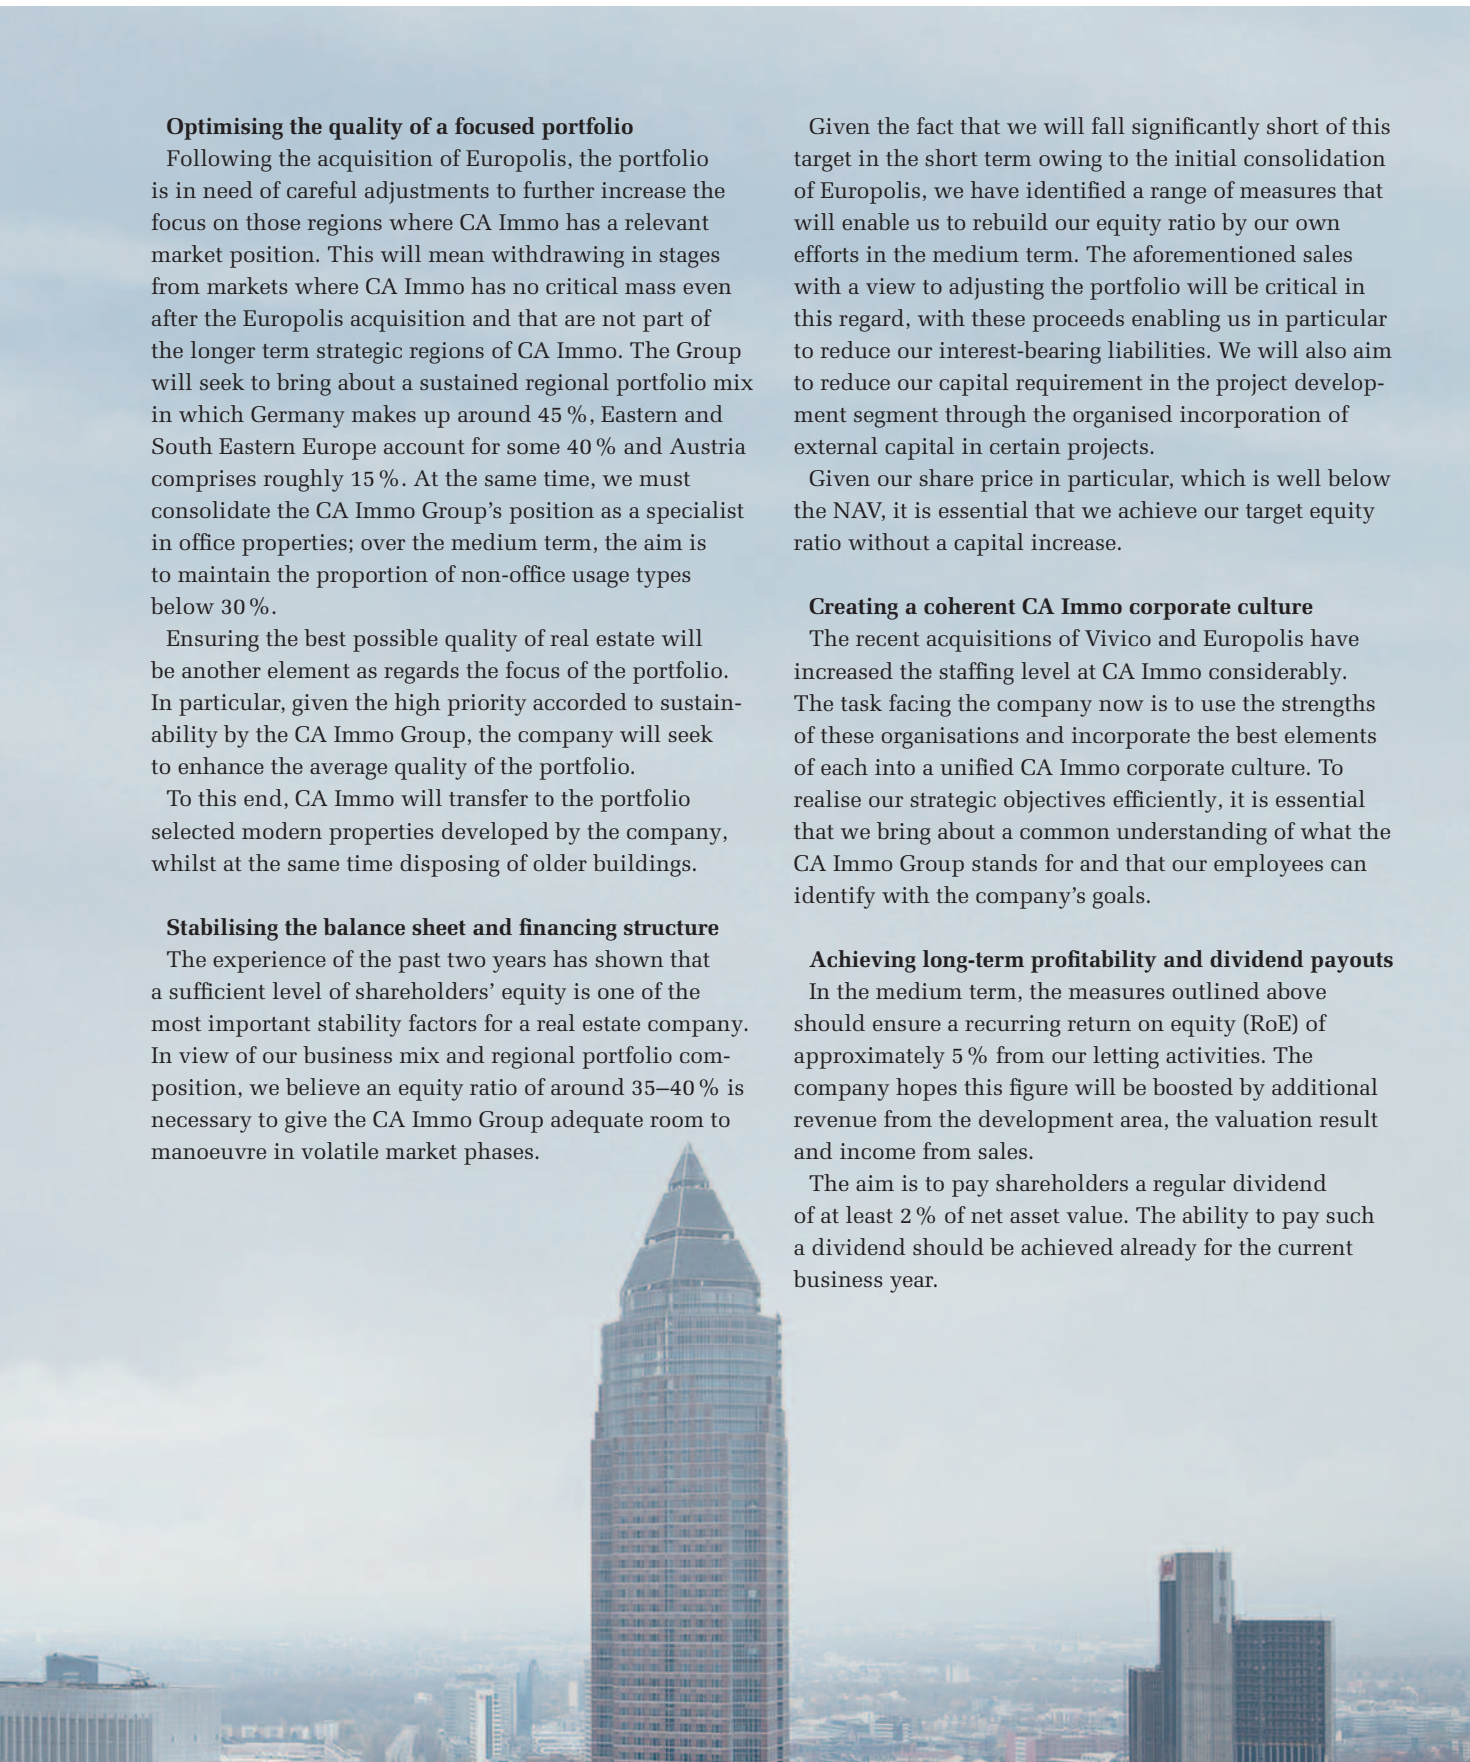 Optimising the quality of a focused portfolio
Following the acquisition of Europolis, the portfolio
is in need of careful adjustments to further increase the
focus on those regions where CA Immo has a relevant
market position. This will mean withdrawing in stages
from markets where CA Immo has no critical mass even
after the Europolis acquisition and that are not part of
the longer term strategic regions of CA Immo. The Group
will seek to bring about a sustained regional portfolio mix
in which Germany makes up around 45 %, Eastern and
South Eastern Europe account for some 40 % and Austria
comprises roughly 15 %. At the same time, we must
consolidate the CA Immo Group’s position as a specialist
in office properties; over the medium term, the aim is
to maintain the proportion of non-office usage types
below 30 %.
Ensuring the best possible quality of real estate will
be another element as regards the focus of the portfolio.
In particular, given the high priority accorded to sustain-
ability by the CA Immo Group, the company will seek
to enhance the average quality of the portfolio.
To this end, CA Immo will transfer to the portfolio
selected modern properties developed by the company,
whilst at the same time disposing of older buildings.
Stabilising the balance sheet and financing structure
The experience of the past two years has shown that
a sufficient level of shareholders’ equity is one of the
most important stability factors for a real estate company.
In view of our business mix and regional portfolio com-
position, we believe an equity ratio of around 35–40 % is
necessary to give the CA Immo Group adequate room to
manoeuvre in volatile market phases.
Given the fact that we will fall significantly short of this
target in the short term owing to the initial consolidation
of Europolis, we have identified a range of measures that
will enable us to rebuild our equity ratio by our own
efforts in the medium term. The aforementioned sales
with a view to adjusting the portfolio will be critical in
this regard, with these proceeds enabling us in particular
to reduce our interest-bearing liabilities. We will also aim
to reduce our capital requirement in the project develop-
ment segment through the organised incorporation of
external capital in certain projects.
Given our share price in particular, which is well below
the NAV, it is essential that we achieve our target equity
ratio without a capital increase.
Creating a coherent CA Immo corporate culture
The recent acquisitions of Vivico and Europolis have
increased the staffing level at CA Immo considerably.
The task facing the company now is to use the strengths
of these organisations and incorporate the best elements
of each into a unified CA Immo corporate culture. To
realise our strategic objectives efficiently, it is essential
that we bring about a common understanding of what the
CA Immo Group stands for and that our employees can
identify with the company’s goals.
Achieving long-term profitability and dividend payouts
In the medium term, the measures outlined above
should ensure a recurring return on equity (RoE) of
approximately 5 % from our letting activities. The
company hopes this figure will be boosted by additional
revenue from the development area, the valuation result
and income from sales.
The aim is to pay shareholders a regular dividend
of at least 2 % of net asset value. The ability to pay such
a dividend should be achieved already for the current
business year.